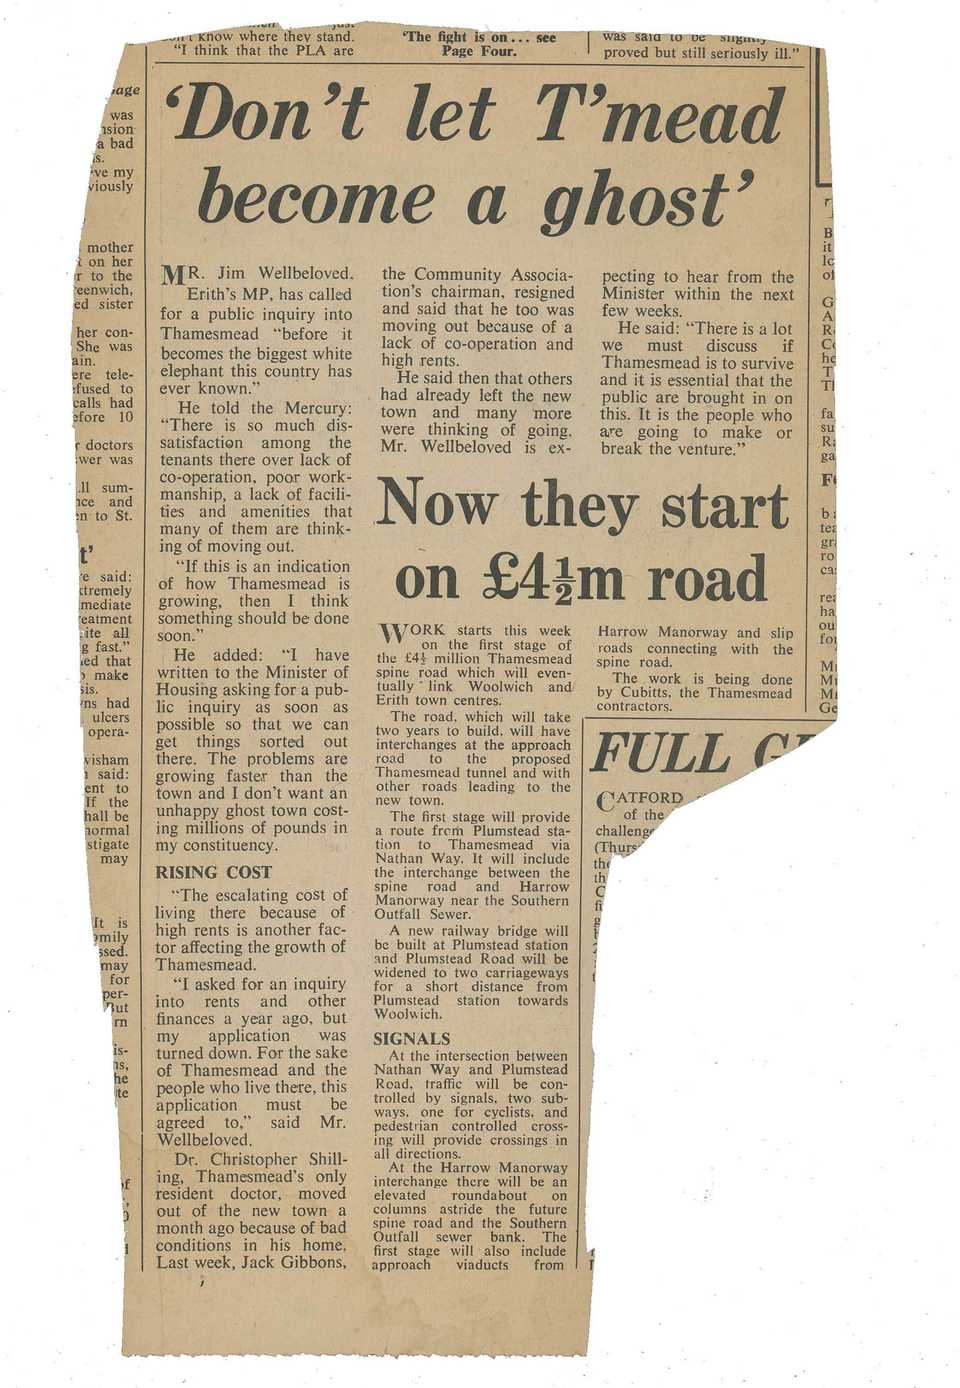 know where they stand.
"I think that the PLA are
'The fight is on... see
Page Four.
was said to be slightly
proved but still seriously ill."
'Don't let T'mead
become a ghost'
MR. Jim Wellbeloved,
Erith's MP, has called
for a public inquiry into
Thamesmead "before it
becomes the biggest white
elephant this country has
ever known."
He told the Mercury:
"There is so much dis-
satisfaction among the
tenants there over lack of
co-operation, poor work-
manship, a lack of facili-
ties and amenities that
many of them are think-
ing of moving out.
"If this is an indication
of how Thamesmead is
growing, then I think
something should be done
soon."
He added: "I have
written to the Minister of
Housing asking for a pub-
lic inquiry as soon as
possible so that we can
get things sorted out
there. The problems are
growing faster than the
town and I don't want an
unhappy ghost town cost-
ing millions of pounds in
my constituency.
RISING COST
"The escalating cost of
living there because of
high rents is another fac-
tor affecting the growth of
Thamesmead.
"I asked for an inquiry
into rents and other
finances a year ago, but
my application was
turned down. For the sake
of Thamesmead and the
people who live there, this
application must be
agreed to," said Mr.
Wellbeloved.
Dr. Christopher Shill-
ing, Thamesmead's only
resident doctor, moved
out of the new town a
month ago because of bad
conditions in his home.
Last week, Jack Gibbons,
the Community Associa-
tion's chairman, resigned
and said that he too was
moving out because of a
lack of co-operation and
high rents.
He said then that others
had already left the new
town and many more
were thinking of going.
Mr. Wellbeloved is ex-
pecting to hear from the
Minister within the next
few weeks.
He said: "There is a lot
we must discuss if
Thamesmead is to survive
and it is essential that the
public are brought in on
this. It is the people who
are going to make or
break the venture."
Now they start
on £4½m road
WORK starts this week
on the first stage of
the £4½ million Thamesmead
spine road which will even-
tually link Woolwich and
Erith town centres.
The road, which will take
two years to build, will have
interchanges at the approach
road to the proposed
Thamesmead tunnel and with
other roads leading to the
new town.
The first stage will provide
a route from Plumstead sta-
tion to Thamesmead via
Nathan Way. It will include
the interchange between the
spine road and Harrow
Manorway near the Southern
Outfall Sewer.
A new railway bridge will
be built at Plumstead station
and Plumstead Road will be
widened to two carriageways
for a short distance from
Plumstead station towards
Woolwich.
SIGNALS
At the intersection between
Nathan Way and Plumstead
Road, traffic will be con-
trolled by signals, two sub-
ways, one for cyclists, and
pedestrian controlled cross-
ing will provide crossings in
all directions.
At the Harrow Manorway
interchange there will be an
elevated roundabout on
columns astride the future
spine road and the Southern
Outfall sewer bank. The
first stage will also include
approach viaducts from
Harrow Manorway and slip
roads connecting with the
spine road.
The work is being done
by Cubitts, the Thamesmead
contractors.
FULL
CATFORD
of the